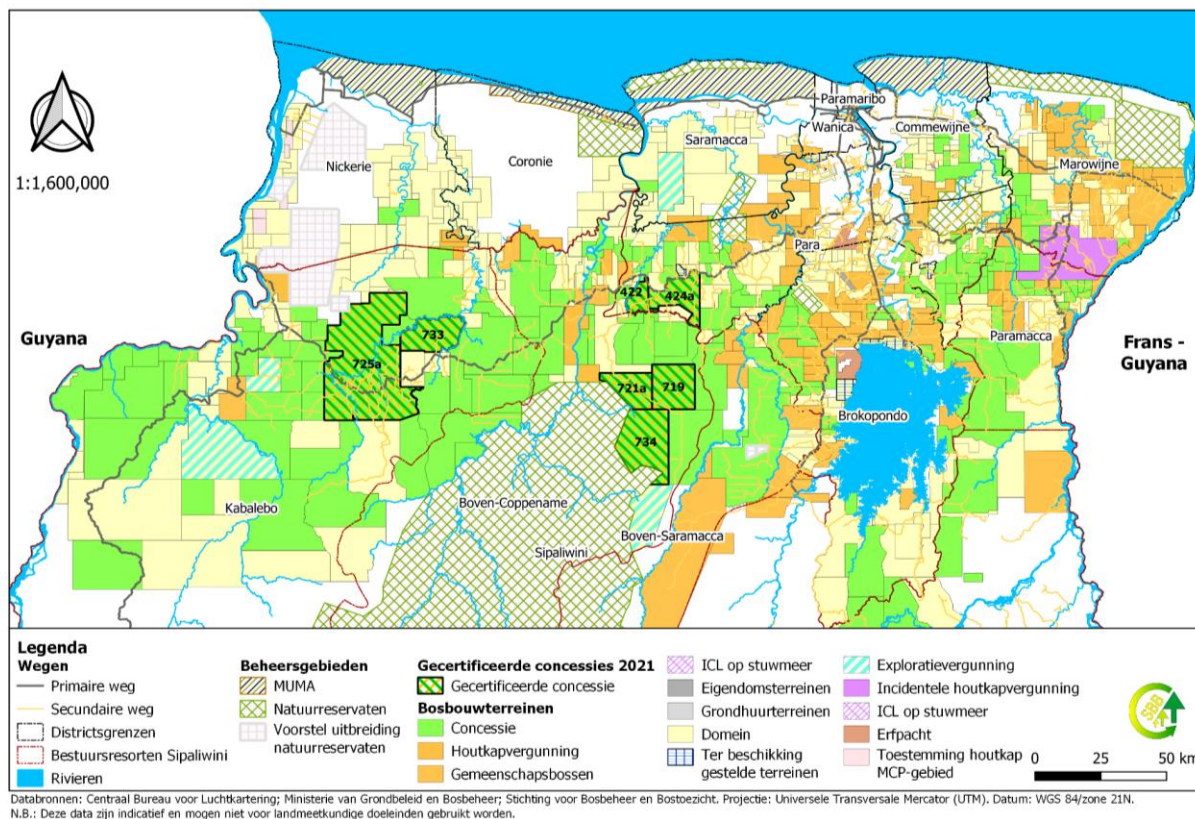 Paramaribo
Wanica
Commewijne
Saramacca
Coronie
Nickerie
Marowijne
1:1,600,000
Para
422
424a
733
Guyana
Paramacca
Frans -
Guyana
725a
721a
719
Brokopondo
734
Boven-Coppename
Kabalebo
Boven-Saramacca
Sipaliwini
Legenda
Wegen
Primaire weg
Secundaire weg
Districtsgrenzen
Bestuursresorten Sipaliwini
Rivieren
Beheersgebieden
MUMA
Natuurreservaten
Voorstel uitbreiding
natuurreservaten
Gecertificeerde concessies 2021
Gecertificeerde concessie
Bosbouwterreinen
Concessie
Houtkapvergunning
Gemeenschapsbossen
ICL op stuwmeer
Eigendomsterreinen
Grondhuurterreinen
Domein
Ter beschikking
gestelde terreinen
Exploratievergunning
Incidentele houtkapvergunning
ICL op stuwmeer
Erfpacht
Toestemming houtkap
MCP-gebied
SBB
0 25 50 km
Databronnen: Centraal Bureau voor Luchtkartering; Ministerie van Grondbeleid en Bosbeheer; Stichting voor Bosbeheer en Bostoezicht. Projectie: Universele Transversale Mercator (UTM). Datum: WGS 84/zone 21N.
N.B.: Deze data zijn indicatief en mogen niet voor landmeetkundige doeleinden gebruikt worden.